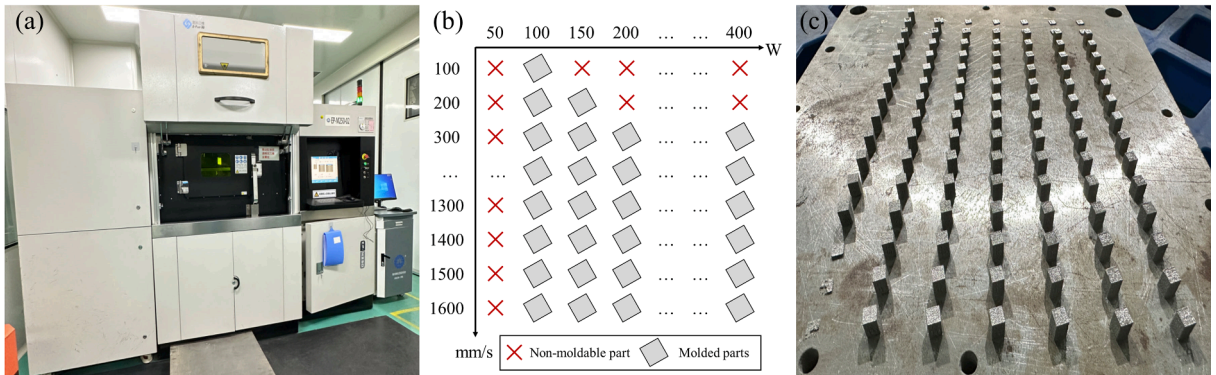 (a)
EP-M250-02
(b)
50 100 150 200 … … 400
W
100
200 … …
300 … …
… … …
1300 … …
1400 … …
1500 … …
1600 … …
mm/s
Non-moldable part Molded parts
(c)